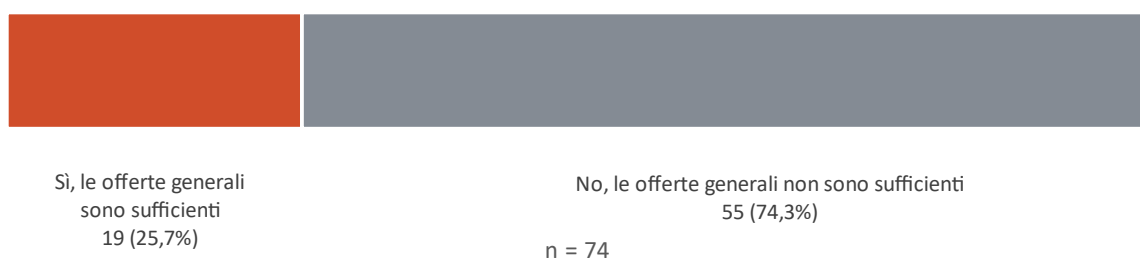 Sì, le offerte generali
sono sufficienti
19 (25,7%)
No, le offerte generali non sono sufficienti
55 (74,3%)
n = 74